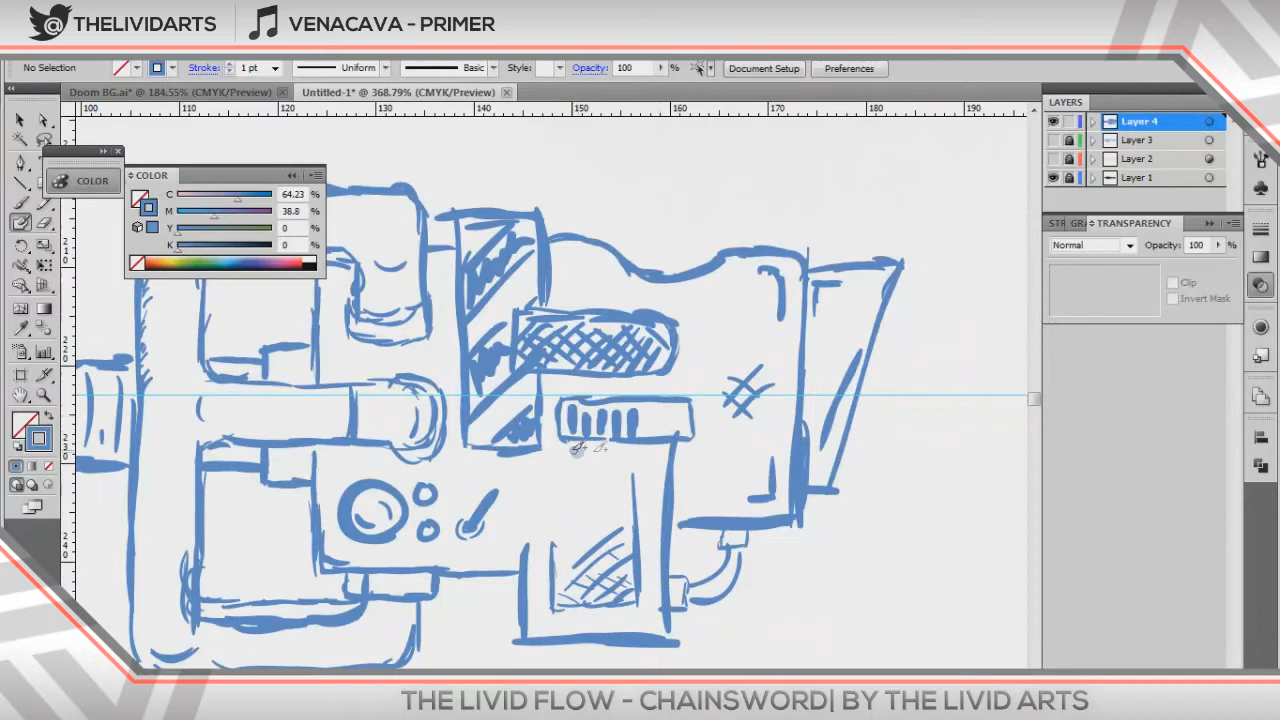 THELIVIDARTS
VENACAVA - PRIMER
No Selection
Stroke:
1 pt
Uniform
Basic
Style:
Opacity:
100
%
Document Setup
Preferences
Doom BG.ai* @ 184.55% (CMYK/Preview)
Untitled-1* @ 368.79% (CMYK/Preview)
100 110 120 130 140 150 160 170 180 190
COLOR
COLOR
C 64.23 %
M 38.8 %
Y 0 %
K 0 %
LAYERS
Layer 4
Layer 3
Layer 2
Layer 1
STR GRA TRANSPARENCY
Normal
Opacity: 100 %
Clip
Invert Mask
THE LIVID FLOW - CHAINSWORD| BY THE LIVID ARTS